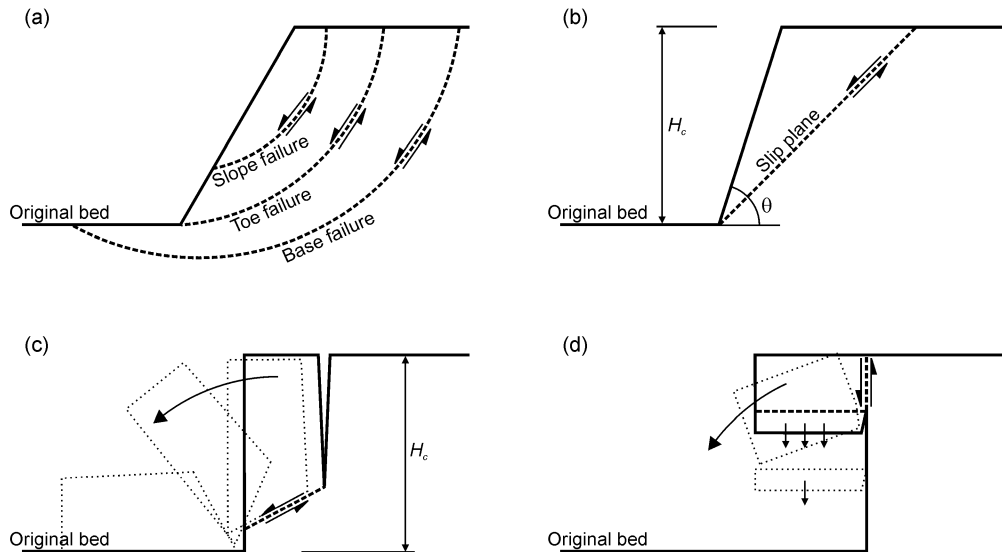 (a)
Slope failure
Toe failure
Base failure
Original bed
(b)
Hc
Slip plane
θ
Original bed
(c)
Hc
Original bed
(d)
Original bed